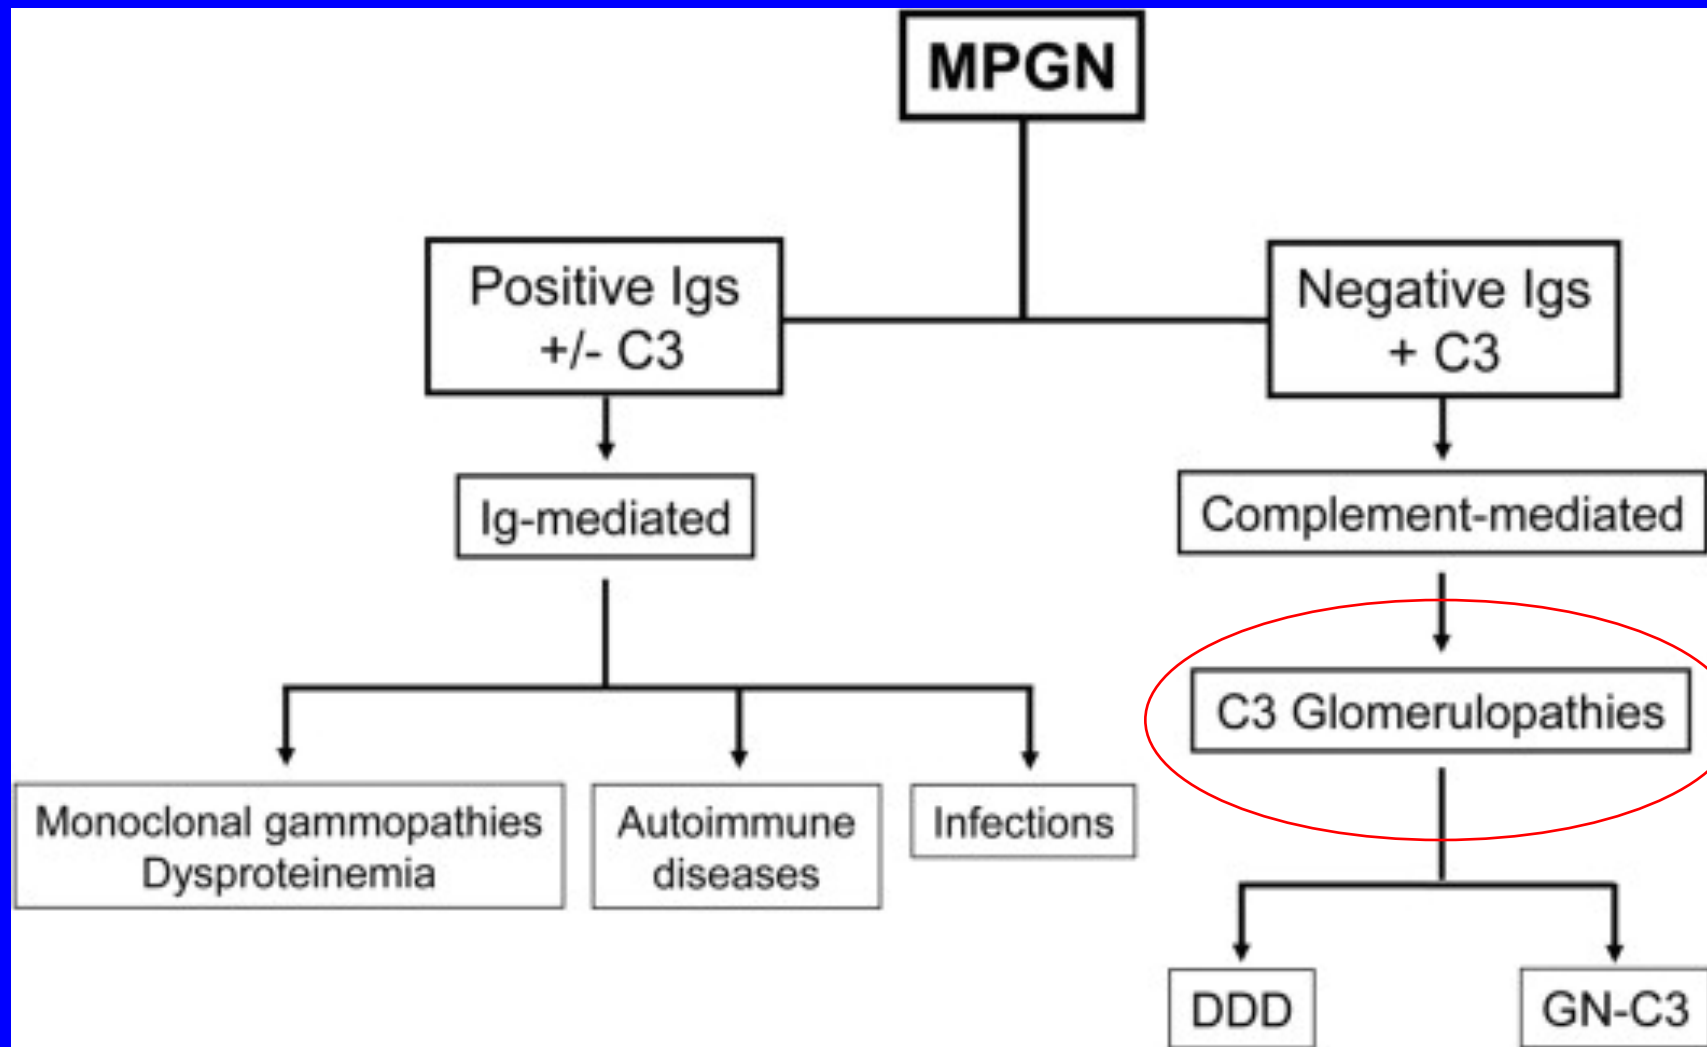 MPGN
Positive Igs
+/- C3
Negative Igs
+ C3
Ig-mediated
Complement-mediated
C3 Glomerulopathies
Monoclonal gammopathies
Dysproteinemia
Autoimmune
diseases
Infections
DDD
GN-C3